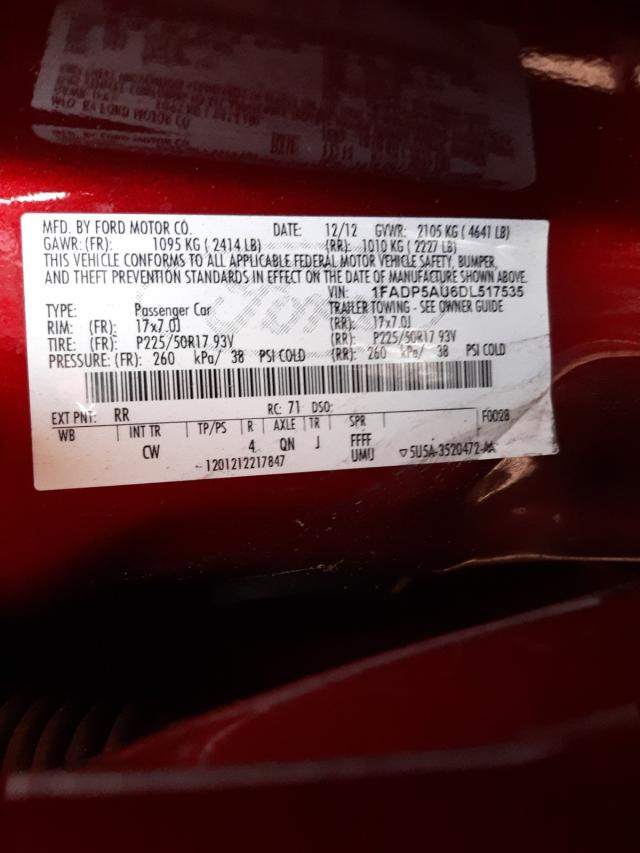 MFD. BY FORD MOTOR CO. DATE: 12/12 GVWR: 2105 KG ( 4641 LB)
GAWR: (FR): 1095 KG ( 2414 LB) (RR): 1010 KG ( 2227 LB)
THIS VEHICLE CONFORMS TO ALL APPLICABLE FEDERAL MOTOR VEHICLE SAFETY, BUMPER,
AND THEFT PREVENTION STANDARDS IN EFFECT ON THE DATE OF MANUFACTURE SHOWN ABOVE.
VIN: 1FADP5AU6DL517535
TYPE: Passenger Car TRAILER TOWING - SEE OWNER GUIDE
RIM: (FR): 17x7.0J (RR): 17x7.0J
TIRE: (FR): P225/50R17 93V (RR): P225/50R17 93V
PRESSURE: (FR): 260 kPa/ 38 PSI COLD (RR): 260 kPa/ 38 PSI COLD
EXT PNT: RR RC: 71 DSO: F0028
WB INT TR TP/PS R AXLE TR SPR
CW 4 QN J FFFF
UMU
1201212217847 ▽5U5A-3520472-AA